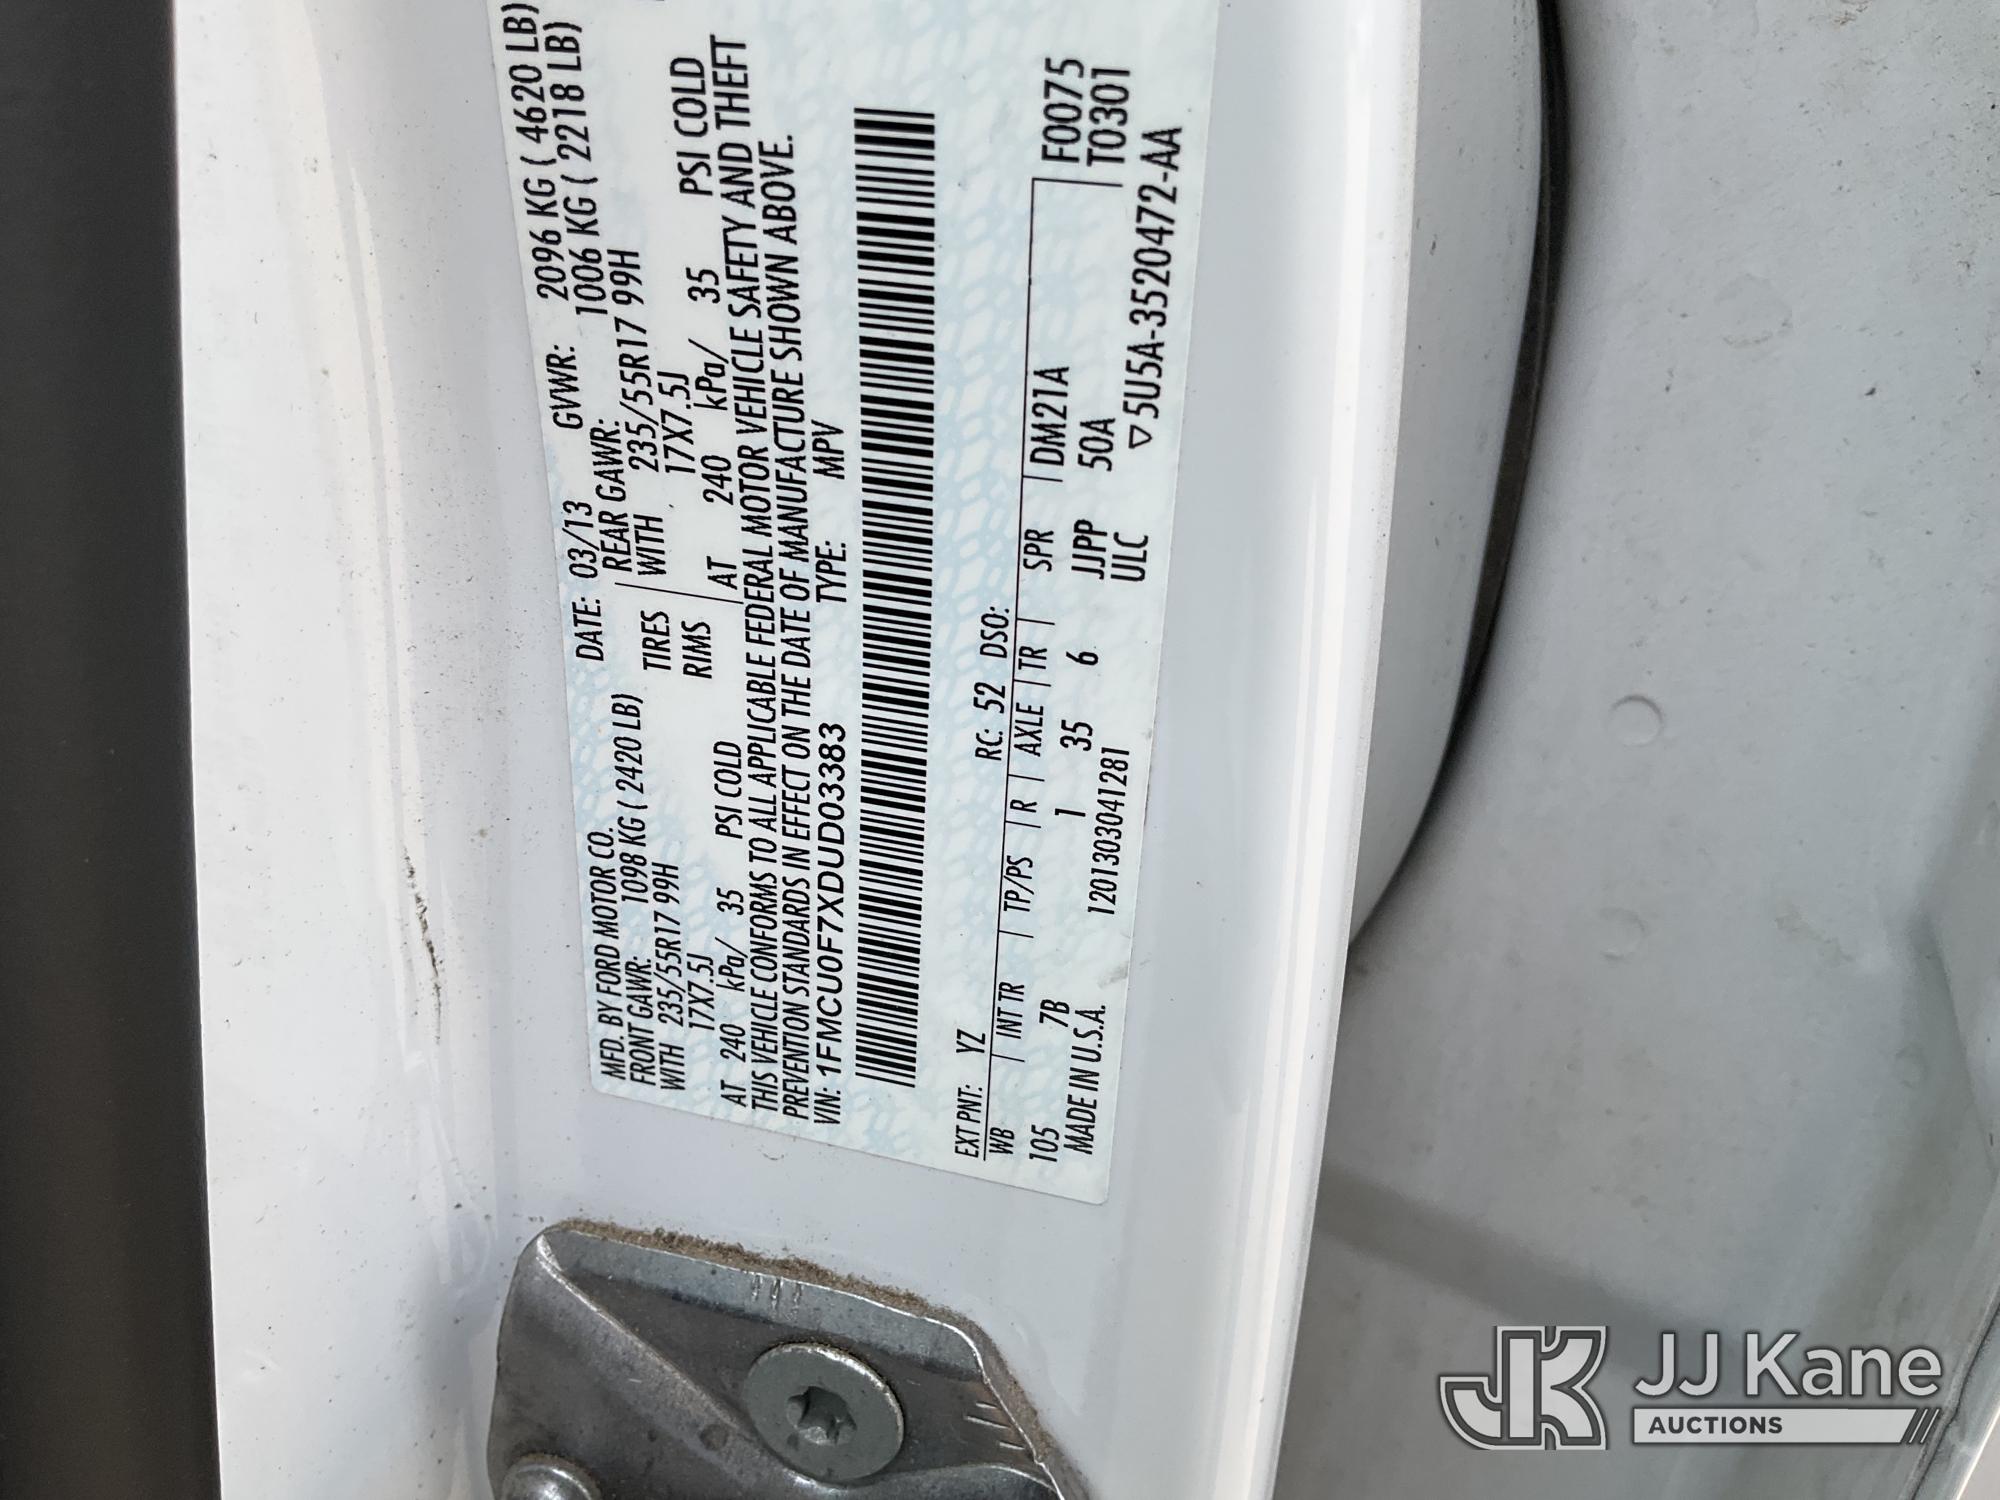 MFD. BY FORD MOTOR CO.
DATE: 03/13 GVWR: 2096 KG ( 4620 LB)
FRONT GAWR: 1098 KG ( 2420 LB) REAR GAWR: 1006 KG ( 2218 LB)
WITH 235/55R17 99H TIRES WITH 235/55R17 99H
17X7.5J RIMS 17X7.5J
AT 240 kPa/ 35 PSI COLD AT 240 kPa/ 35 PSI COLD
THIS VEHICLE CONFORMS TO ALL APPLICABLE FEDERAL MOTOR VEHICLE SAFETY AND THEFT
PREVENTION STANDARDS IN EFFECT ON THE DATE OF MANUFACTURE SHOWN ABOVE.
VIN: 1FMCU0F7XDUD03383 TYPE: MPV
EXT PNT: YZ RC: 52 DSO:
WB INT TR TP/PS R AXLE TR SPR DM21A F0075
105 7B 1 35 6 JJPP 50A T0301
MADE IN U.S.A. 1201303041281 ULC 5U5A-3520472-AA
JK JJ Kane
AUCTIONS